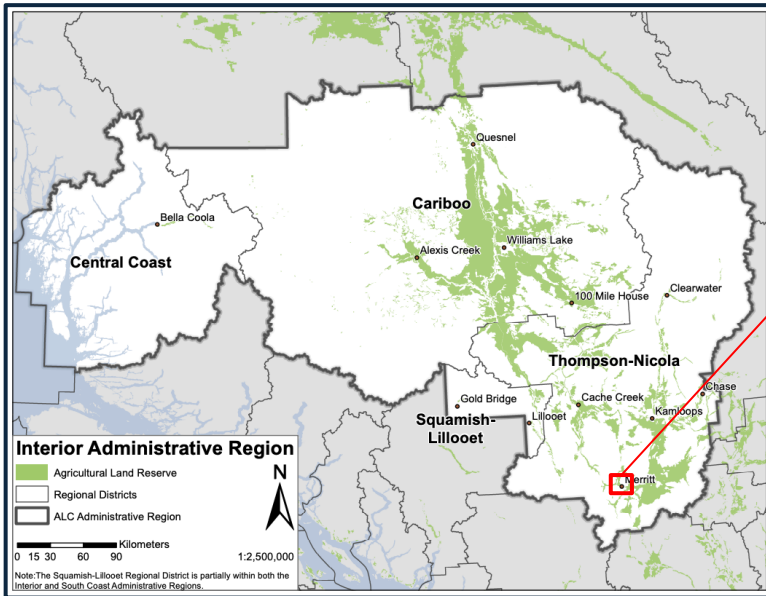 Quesnel
Cariboo
Bella Coola
Williams Lake
Alexis Creek
Central Coast
Clearwater
100 Mile House
Thompson-Nicola
Chase
Gold Bridge
Cache Creek
Kamloops
Squamish-
Lillooet
Lillooet
Merritt
Interior Administrative Region
Agricultural Land Reserve
Regional Districts
ALC Administrative Region
N
Kilometers
0 15 30 60 90
1:2,500,000
Note:The Squamish-Lillooet Regional District is partially within both the
Interior and South Coast Administrative Regions.